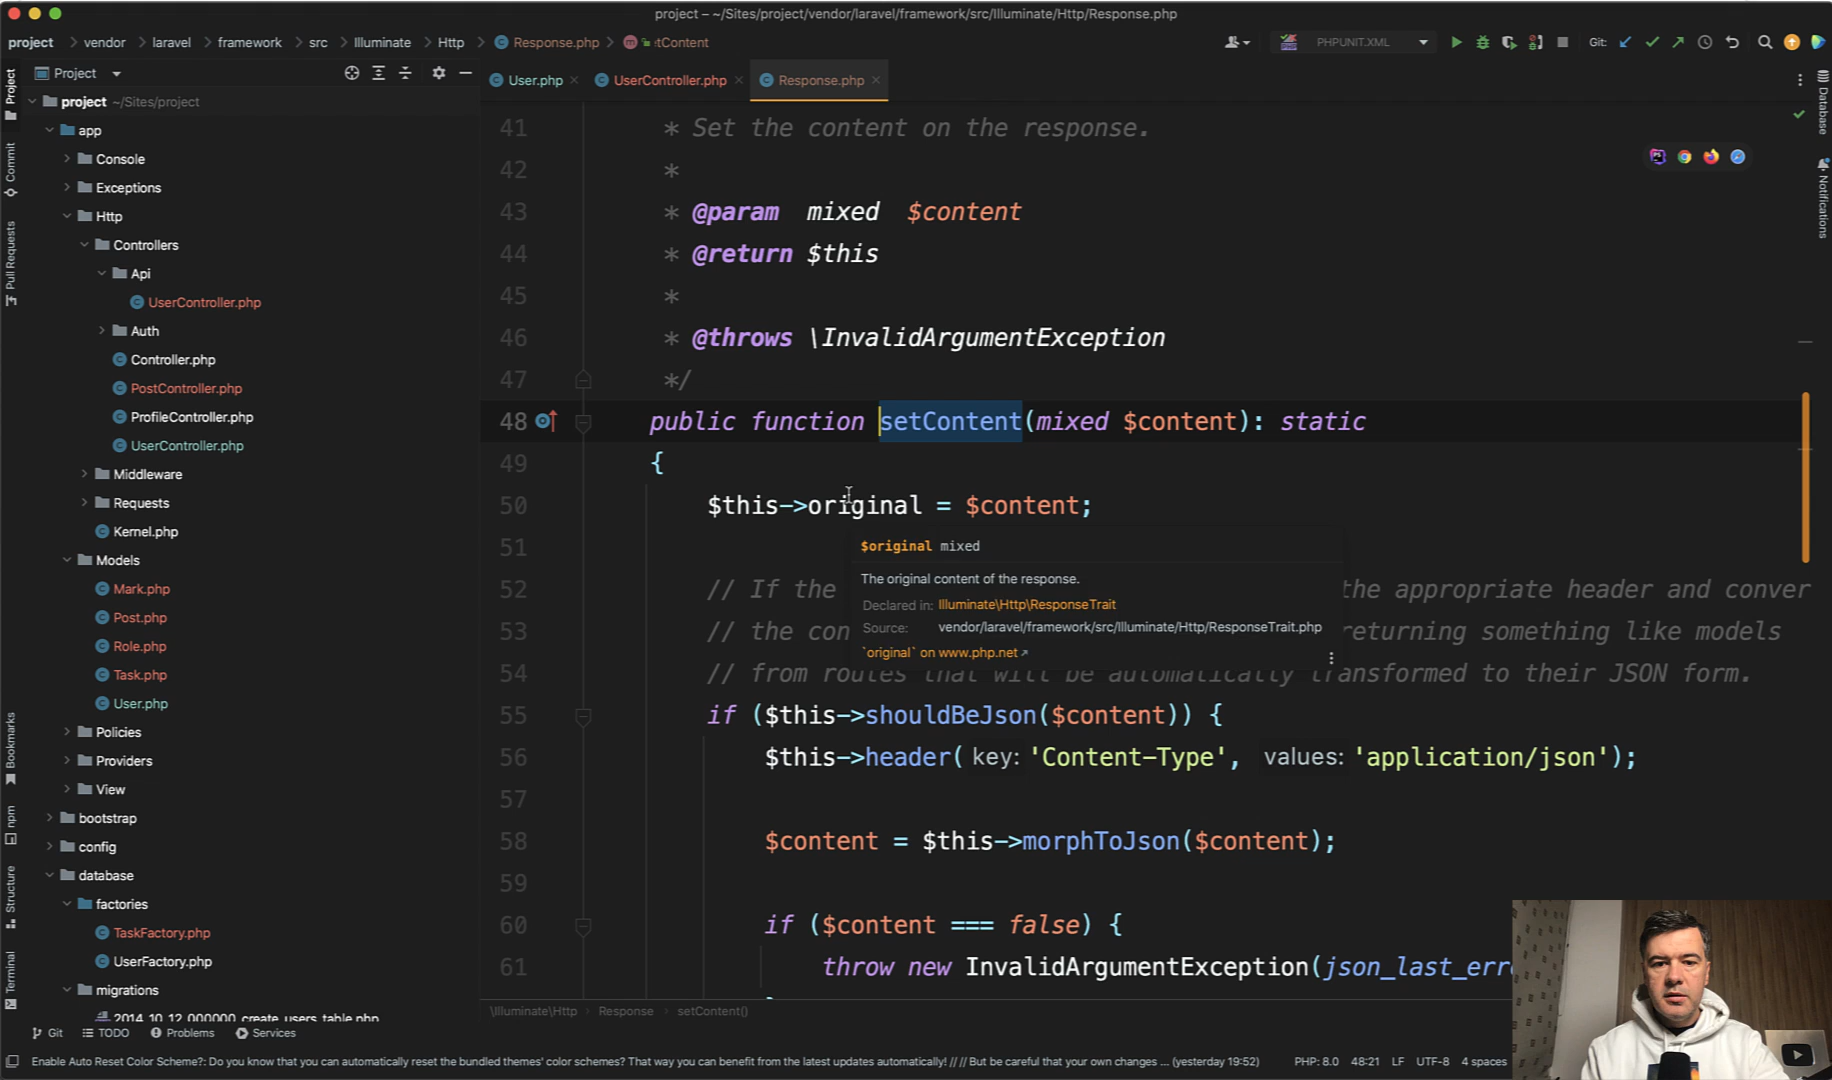 project – ~/Sites/project/vendor/laravel/framework/src/Illuminate/Http/Response.php
project > vendor > laravel > framework > src > Illuminate > Http > Response.php > setContent
PHPUNIT.XML
Git:
Project
User.php
UserController.php
Response.php
project ~/Sites/project
app
Console
Exceptions
Http
Controllers
Api
UserController.php
Auth
Controller.php
PostController.php
ProfileController.php
UserController.php
Middleware
Requests
Kernel.php
Models
Mark.php
Post.php
Role.php
Task.php
User.php
Policies
Providers
View
bootstrap
config
database
factories
TaskFactory.php
UserFactory.php
migrations
2014_10_12_000000_create_users_table.php
Project
Commit
Pull Requests
Bookmarks
npm
Structure
Terminal
Database
Notifications
41 * Set the content on the response.
42 *
43 * @param mixed $content
44 * @return $this
45 *
46 * @throws \InvalidArgumentException
47 */
48 public function setContent(mixed $content): static
49 {
50 $this->original = $content;
51
52 // If the the appropriate header and conver
53 // the con returning something like models
54 // from routes that will be automatically transformed to their JSON form.
55 if ($this->shouldBeJson($content)) {
56 $this->header( key: 'Content-Type', values: 'application/json');
57
58 $content = $this->morphToJson($content);
59
60 if ($content === false) {
61 throw new InvalidArgumentException(json_last_erro
$original mixed
The original content of the response.
Declared in: Illuminate\Http\ResponseTrait
Source: vendor/laravel/framework/src/Illuminate/Http/ResponseTrait.php
`original` on www.php.net
\Illuminate\Http > Response > setContent()
Git
TODO
Problems
Services
Enable Auto Reset Color Scheme?: Do you know that you can automatically reset the bundled themes' color schemes? That way you can benefit from the latest updates automatically! // // But be careful that your own changes ... (yesterday 19:52)
PHP: 8.0
48:21
LF
UTF-8
4 spaces